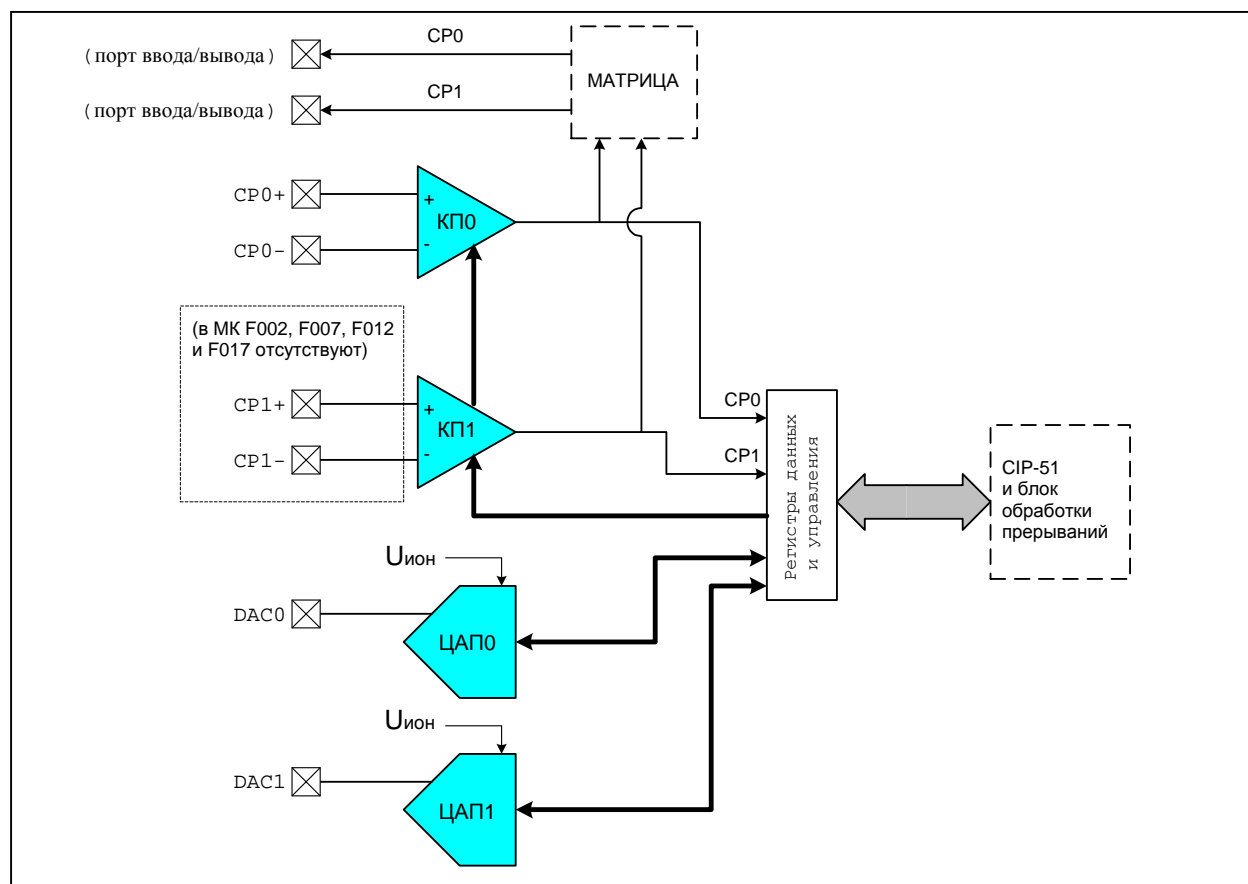 (порт ввода/вывода)
CP0
(порт ввода/вывода)
CP1
МАТРИЦА
CP0+
+
КП0
CP0-
-
(в МК F002, F007, F012
и F017 отсутствуют)
CP1+
+
КП1
CP1-
-
CP0
CP1
Регистры данных
и управления
CIP-51
и блок
обработки
прерываний
Uион
DAC0
ЦАП0
Uион
DAC1
ЦАП1